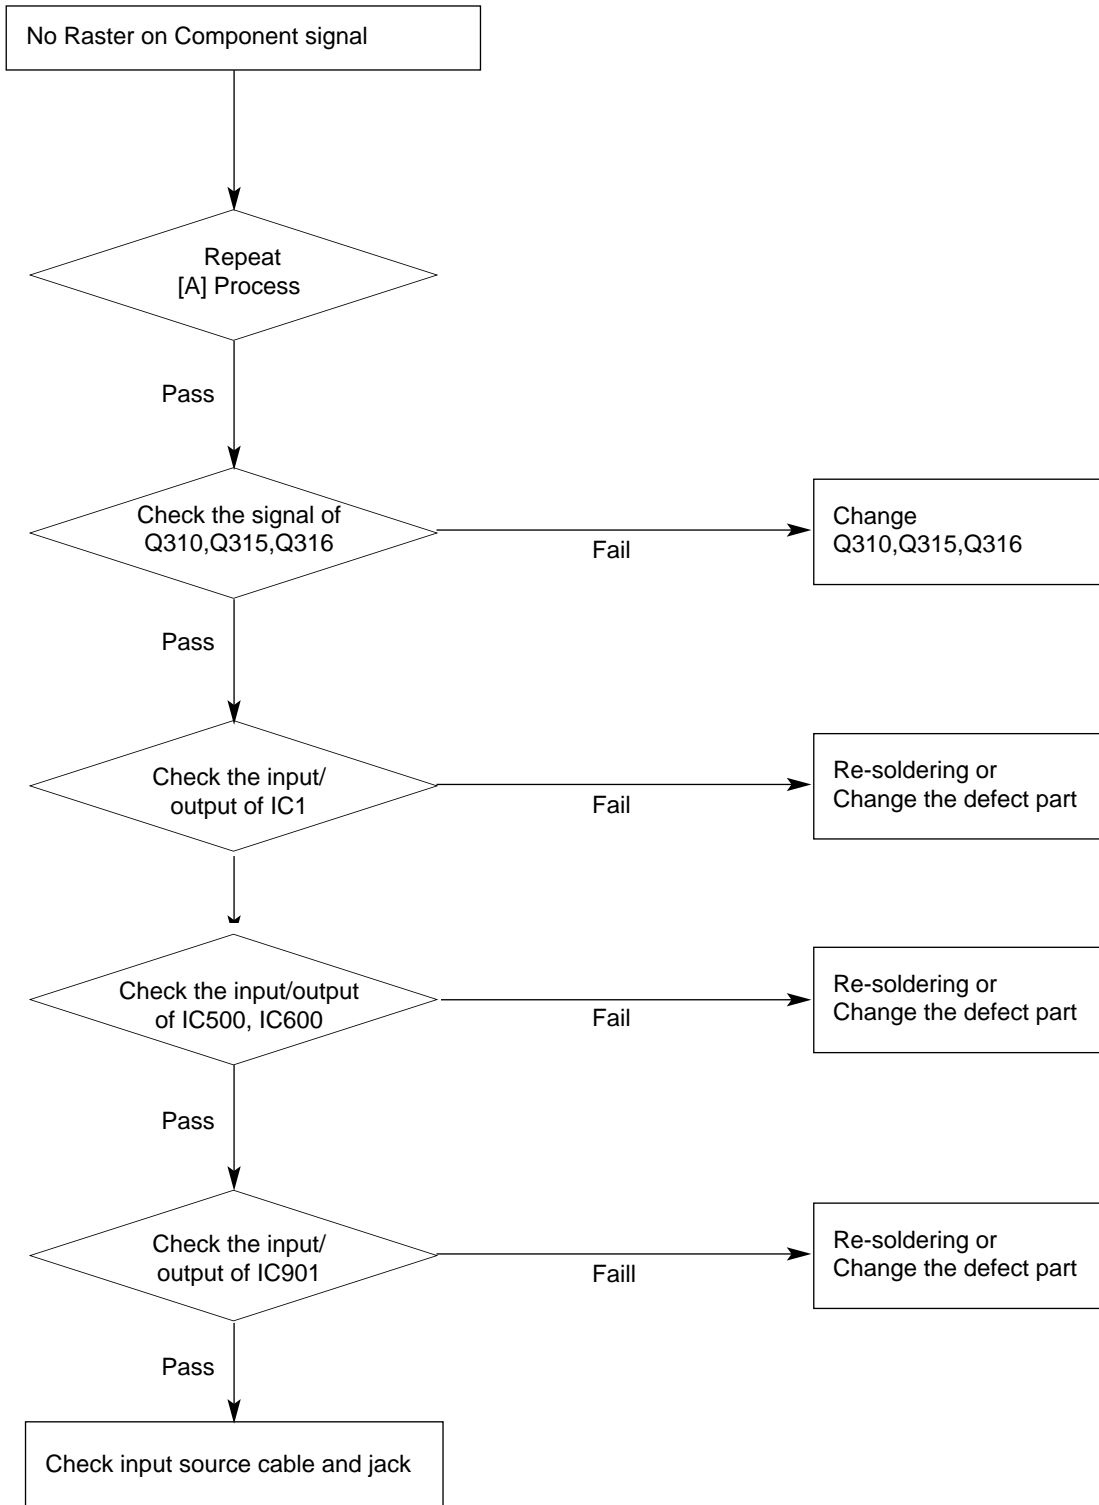 No Raster on Component signal
Repeat
[A] Process
Pass
Check the signal of
Q310,Q315,Q316
Fail
Change
Q310,Q315,Q316
Pass
Check the input/
output of IC1
Fail
Re-soldering or
Change the defect part
Check the input/output
of IC500, IC600
Fail
Re-soldering or
Change the defect part
Pass
Check the input/
output of IC901
Faill
Re-soldering or
Change the defect part
Pass
Check input source cable and jack